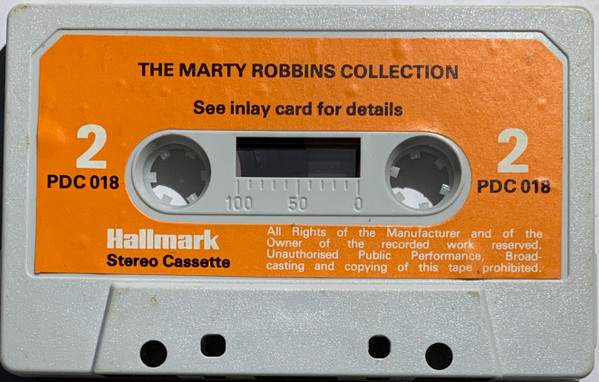 THE MARTY ROBBINS COLLECTION
See inlay card for details
2 2
PDC 018 PDC 018
100 50 0
Hallmark
Stereo Cassette
All Rights of the Manufacturer and of the
Owner of the recorded work reserved.
Unauthorised Public Performance, Broad-
casting and copying of this tape prohibited.